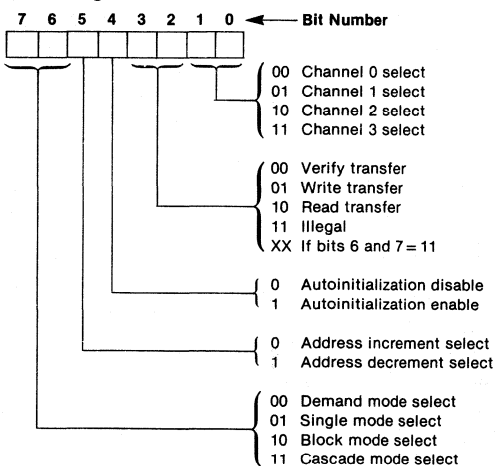 7 6 5 4 3 2 1 0 Bit Number
00 Channel 0 select
01 Channel 1 select
10 Channel 2 select
11 Channel 3 select
00 Verify transfer
01 Write transfer
10 Read transfer
11 Illegal
XX If bits 6 and 7 = 11
0 Autoinitialization disable
1 Autoinitialization enable
0 Address increment select
1 Address decrement select
00 Demand mode select
01 Single mode select
10 Block mode select
11 Cascade mode select